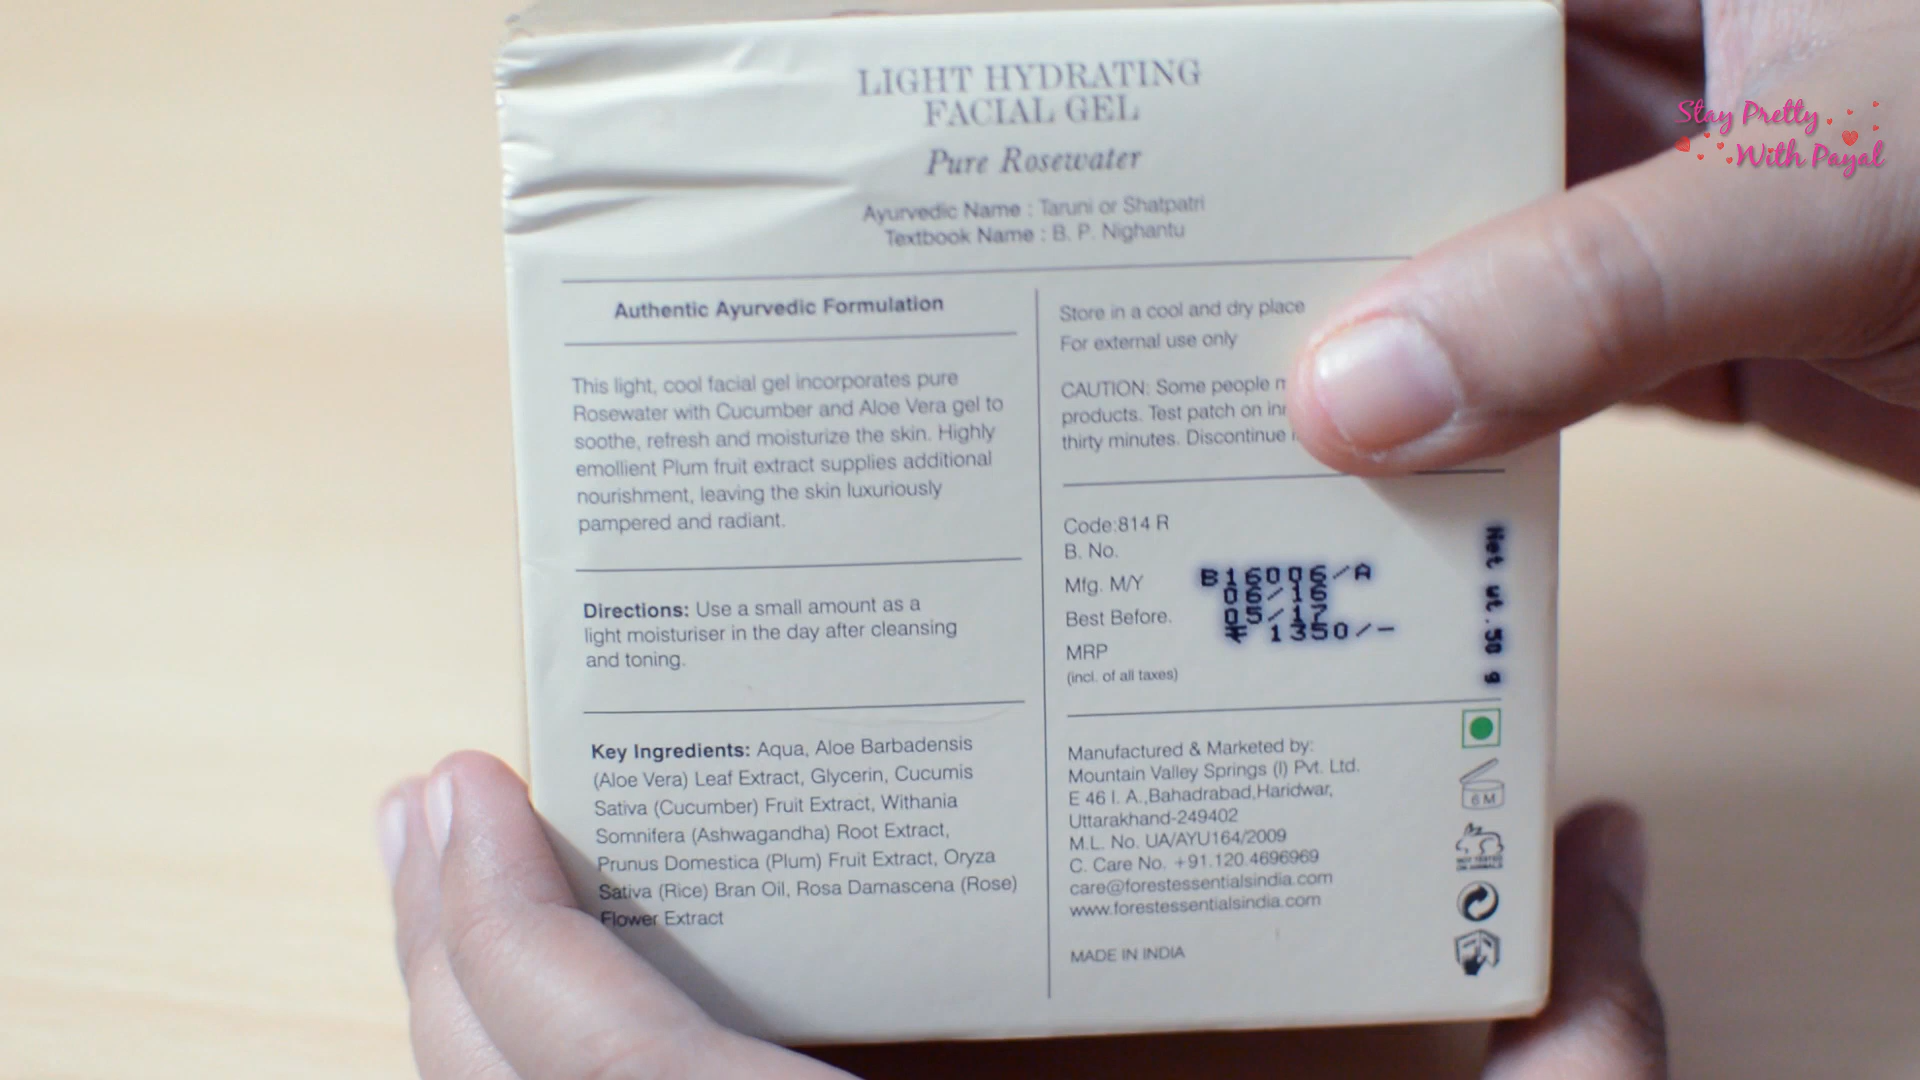 LIGHT HYDRATING
FACIAL GEL
Pure Rosewater
Ayurvedic Name : Taruni or Shatpatri
Textbook Name : B. P. Nighantu
Authentic Ayurvedic Formulation
This light, cool facial gel incorporates pure
Rosewater with Cucumber and Aloe Vera gel to
soothe, refresh and moisturize the skin. Highly
emollient Plum fruit extract supplies additional
nourishment, leaving the skin luxuriously
pampered and radiant.
Directions: Use a small amount as a
light moisturiser in the day after cleansing
and toning.
Key Ingredients: Aqua, Aloe Barbadensis
(Aloe Vera) Leaf Extract, Glycerin, Cucumis
Sativa (Cucumber) Fruit Extract, Withania
Somnifera (Ashwagandha) Root Extract,
Prunus Domestica (Plum) Fruit Extract, Oryza
Sativa (Rice) Bran Oil, Rosa Damascena (Rose)
Flower Extract
Store in a cool and dry place
For external use only
CAUTION: Some people
products. Test patch on
thirty minutes. Discontinue
Code:814 R
B. No.
Mfg. M/Y
Best Before.
MRP
(incl. of all taxes)
B16006/A
06/16
05/17
₹ 1350/-
Net wt.50 g
Manufactured & Marketed by:
Mountain Valley Springs (I) Pvt. Ltd.
E 46 I. A.,Bahadrabad,Haridwar,
Uttarakhand-249402
M.L. No. UA/AYU164/2009
C. Care No. +91.120.4696969
care@forestessentialsindia.com
www.forestessentialsindia.com
MADE IN INDIA
6 M
NOT TESTED
ON ANIMALS
Stay Pretty
With Payal